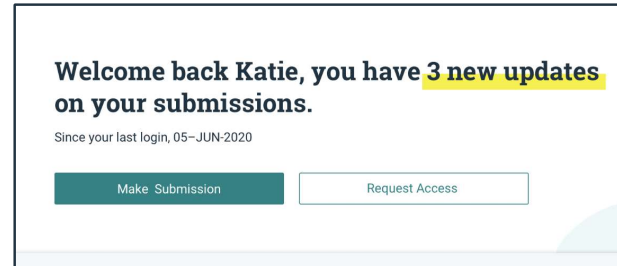 Welcome back Katie, you have 3 new updates
on your submissions.
Since your last login, 05–JUN-2020
Make Submission
Request Access